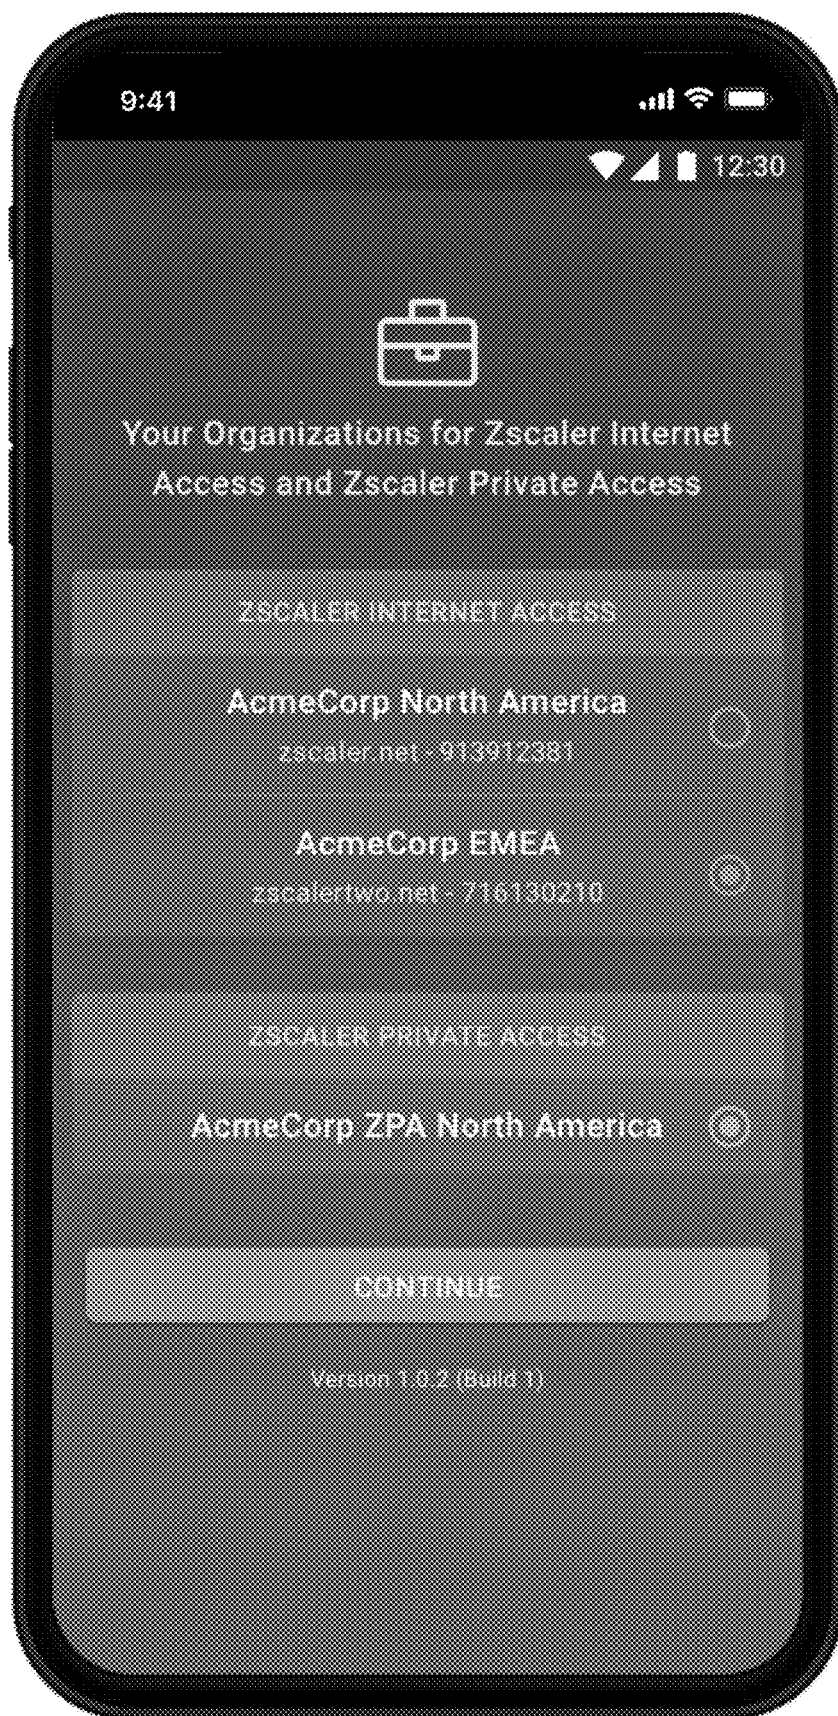 9:41
12:30
Your Organizations for Zscaler Internet
Access and Zscaler Private Access
ZSCALER INTERNET ACCESS
AcmeCorp North America
zscaler.net - 913912381
AcmeCorp EMEA
zscalertwo.net - 716130210
ZSCALER PRIVATE ACCESS
AcmeCorp ZPA North America
CONTINUE
Version 1.0.2 (Build 1)